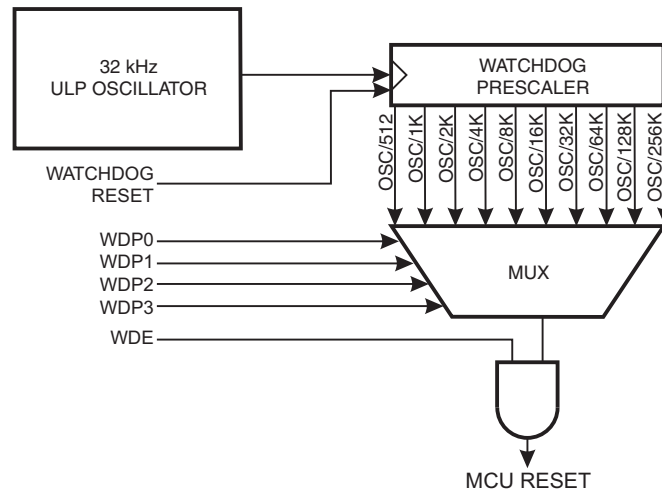 32 kHz
ULP OSCILLATOR
WATCHDOG
PRESCALER
OSC/512
OSC/1K
OSC/2K
OSC/4K
OSC/8K
OSC/16K
OSC/32K
OSC/64K
OSC/128K
OSC/256K
WATCHDOG
RESET
WDP0
WDP1
WDP2
WDP3
WDE
MUX
MCU RESET